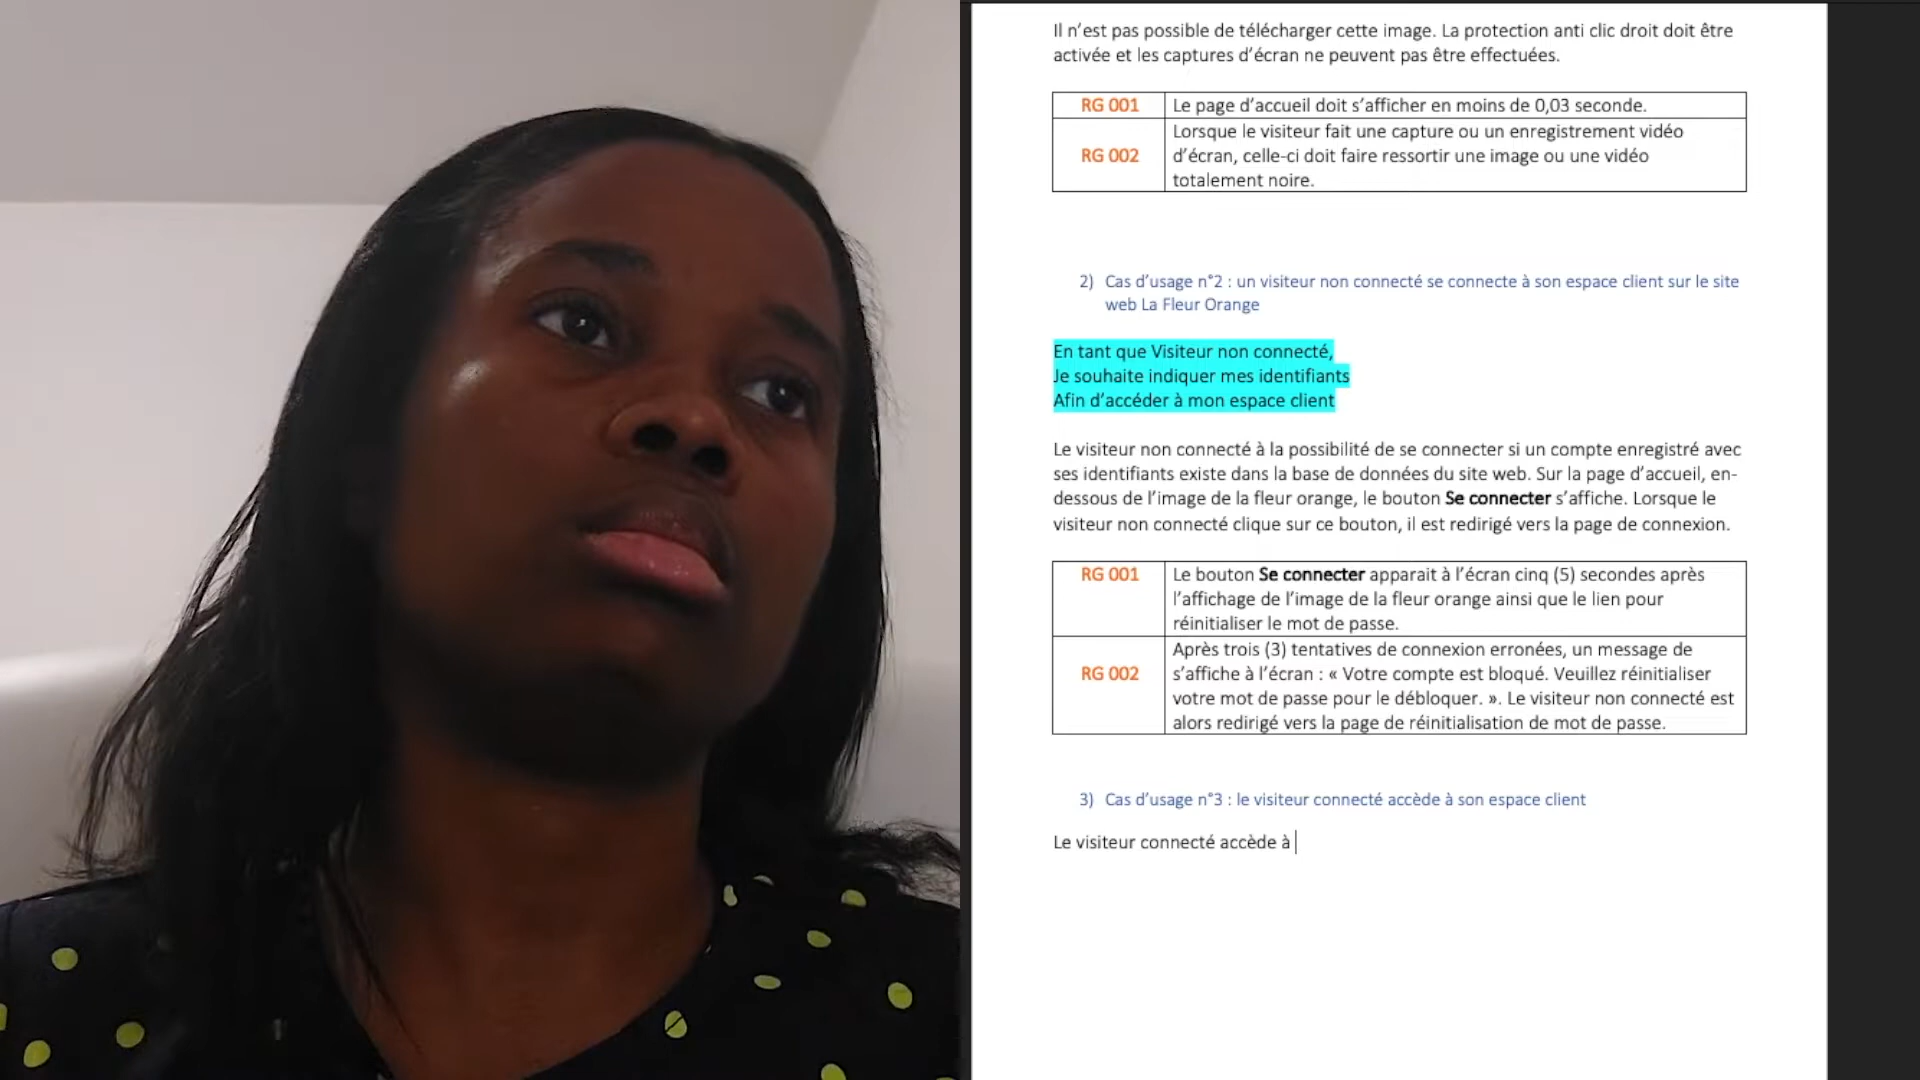 Il n'est pas possible de télécharger cette image. La protection anti clic droit doit être
activée et les captures d'écran ne peuvent pas être effectuées.
RG 001 Le page d'accueil doit s'afficher en moins de 0,03 seconde.
Lorsque le visiteur fait une capture ou un enregistrement vidéo
RG 002 d'écran, celle-ci doit faire ressortir une image ou une vidéo
totalement noire.
2) Cas d'usage n°2 : un visiteur non connecté se connecte à son espace client sur le site
web La Fleur Orange
En tant que Visiteur non connecté,
Je souhaite indiquer mes identifiants
Afin d'accéder à mon espace client
Le visiteur non connecté à la possibilité de se connecter si un compte enregistré avec
ses identifiants existe dans la base de données du site web. Sur la page d'accueil, en-
dessous de l'image de la fleur orange, le bouton Se connecter s'affiche. Lorsque le
visiteur non connecté clique sur ce bouton, il est redirigé vers la page de connexion.
RG 001 Le bouton Se connecter apparait à l'écran cinq (5) secondes après
l'affichage de l'image de la fleur orange ainsi que le lien pour
réinitialiser le mot de passe.
Après trois (3) tentatives de connexion erronées, un message de
RG 002 s'affiche à l'écran : « Votre compte est bloqué. Veuillez réinitialiser
votre mot de passe pour le débloquer. ». Le visiteur non connecté est
alors redirigé vers la page de réinitialisation de mot de passe.
3) Cas d'usage n°3 : le visiteur connecté accède à son espace client
Le visiteur connecté accède à